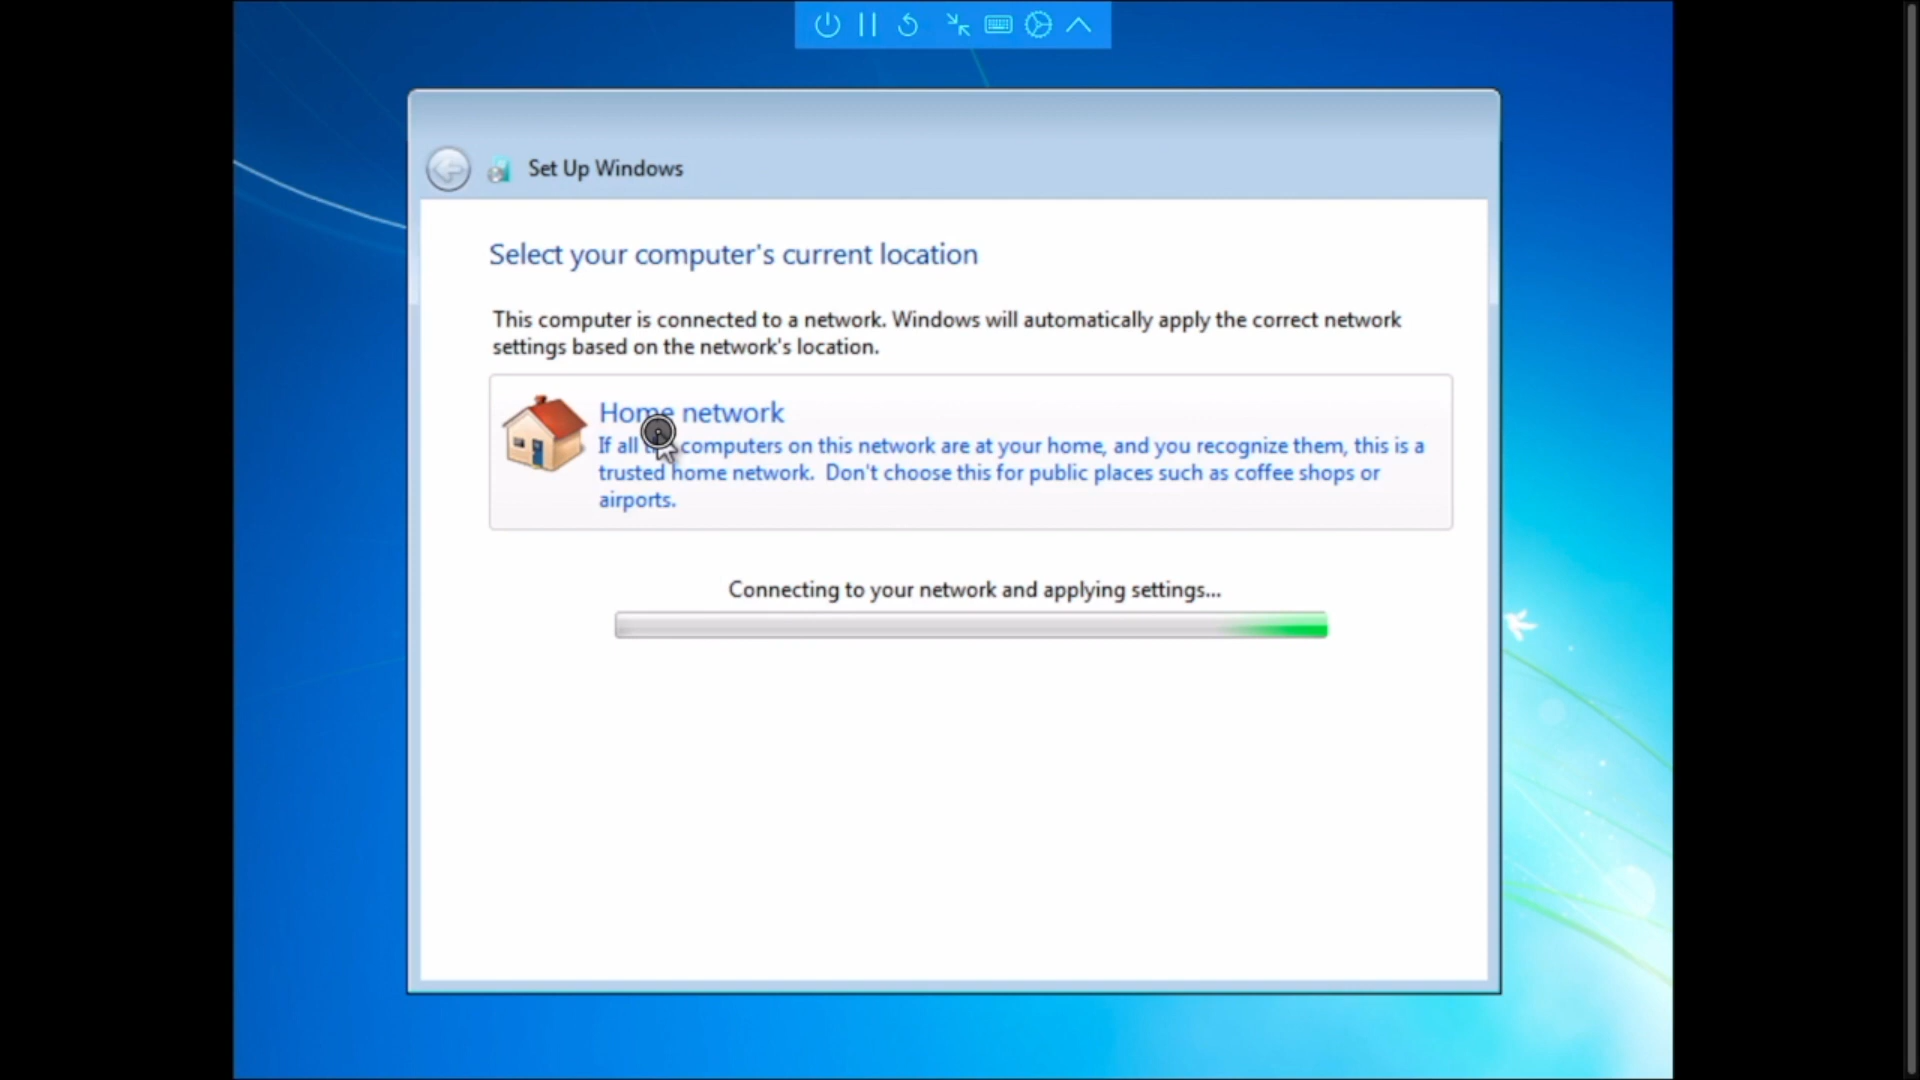 Set Up Windows
Select your computer's current location
This computer is connected to a network. Windows will automatically apply the correct network
settings based on the network's location.
Home network
If all the computers on this network are at your home, and you recognize them, this is a
trusted home network.  Don't choose this for public places such as coffee shops or
airports.
Connecting to your network and applying settings...